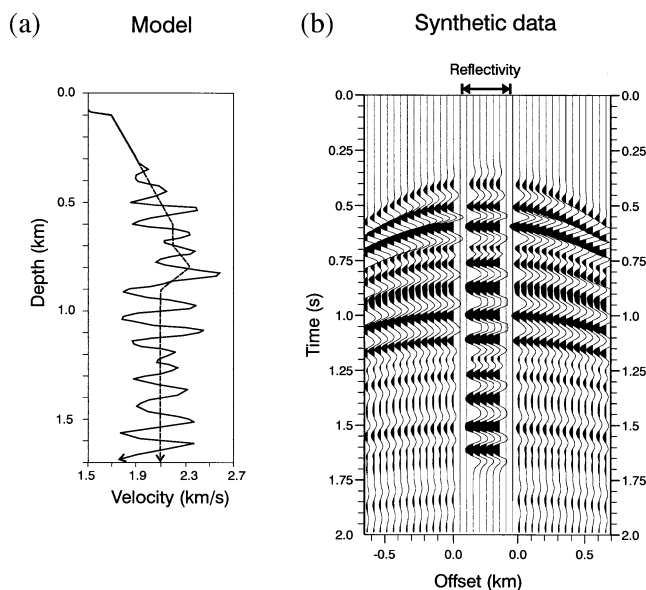 (a) Model
(b) Synthetic data
Reflectivity
0.0
0.5
1.0
1.5
Depth (km)
1.5 1.9 2.3 2.7
Velocity (km/s)
0.0 0.0
0.25 0.25
0.5 0.5
0.75 0.75
1.0 1.0
1.25 1.25
1.5 1.5
1.75 1.75
2.0 2.0
Time (s)
-0.5 0.0 0.0 0.5
Offset (km)